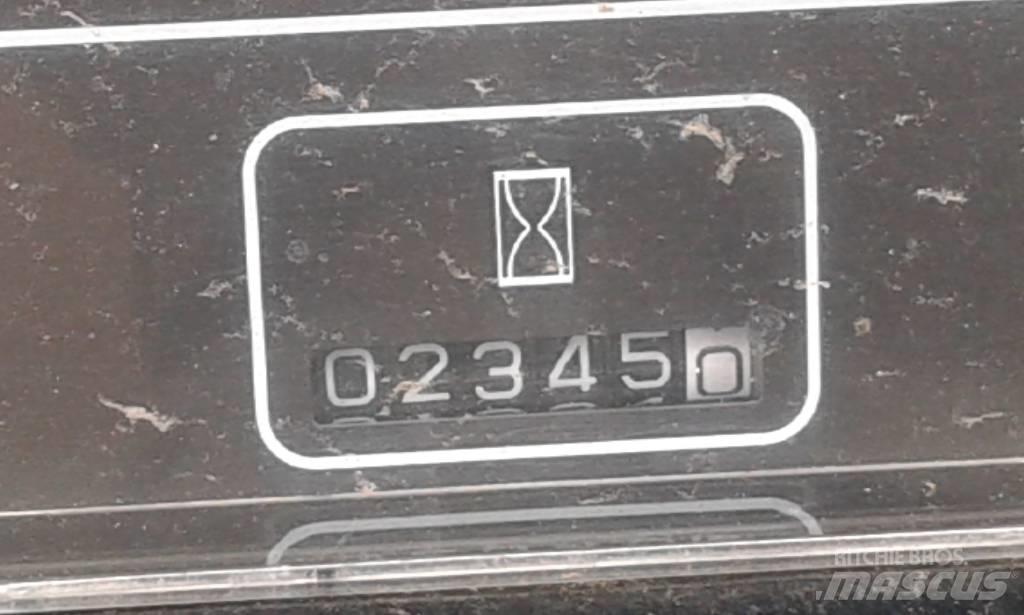 023450
RITCHIE BROS.
MASCUS